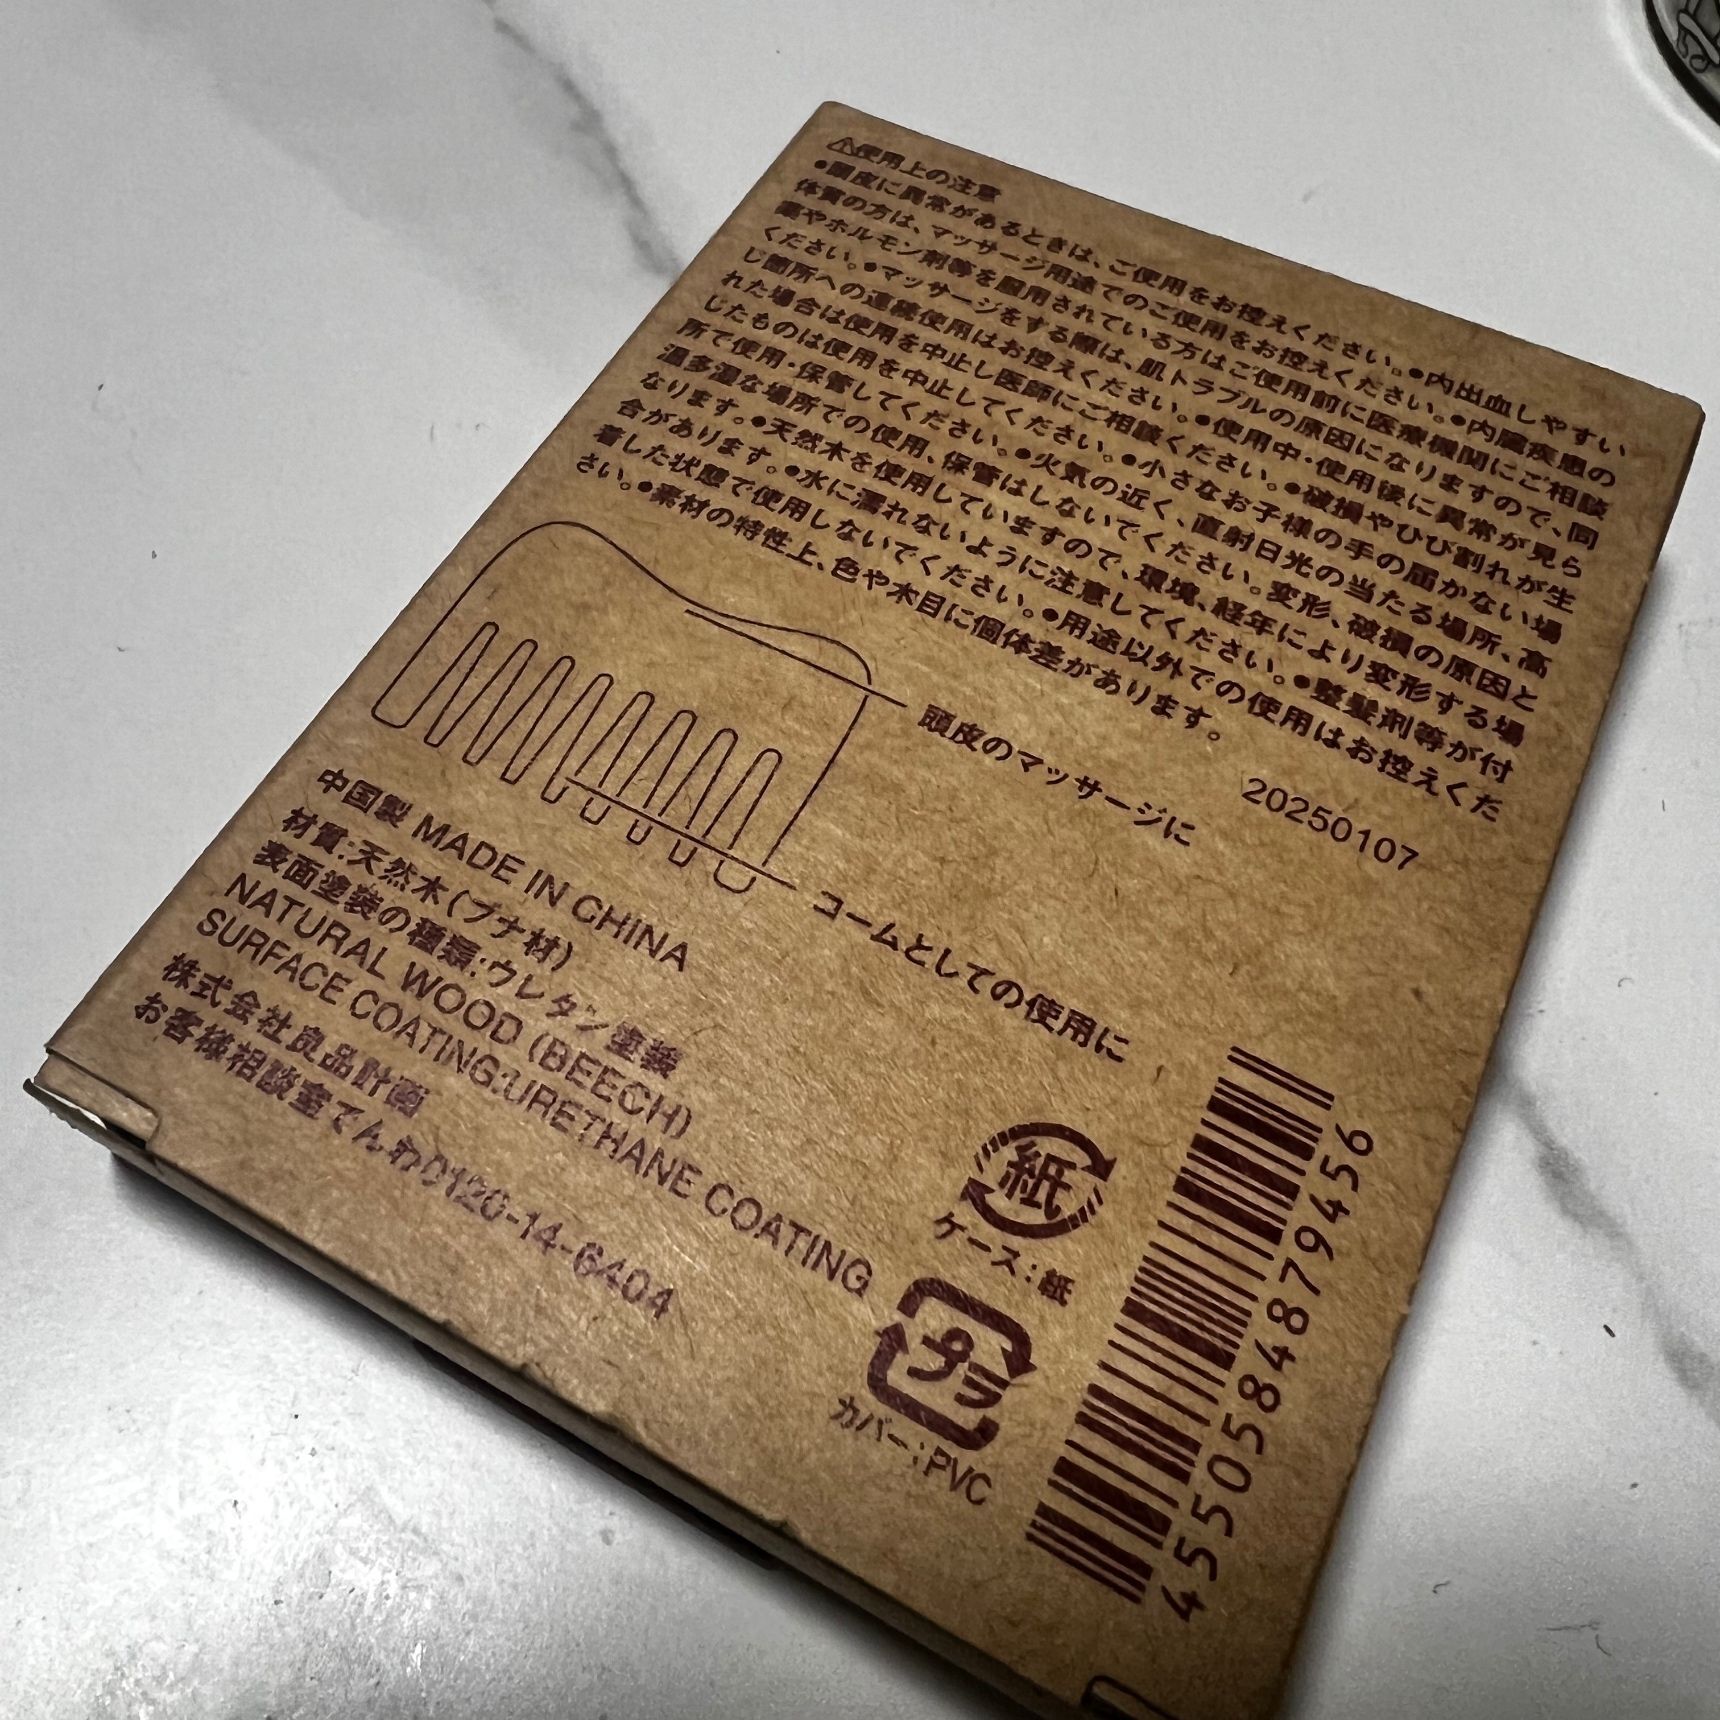 ⚠使用上の注意
●頭皮に異常があるときは、ご使用をお控えください。●内出血しやすい
体質の方は、マッサージ用途でのご使用をお控えください。●内臓疾患の
薬やホルモン剤等を服用されている方はご使用前に医療機関にご相談
ください。●マッサージをする際は、肌トラブルの原因になりますので、同
じ箇所への連続使用はお控えください。●使用中・使用後に異常が見ら
れた場合は使用を中止し医師にご相談ください。●破損やひび割れが生
じたものは使用を中止してください。●小さなお子様の手の届かない場
所で使用・保管してください。●火気の近く、直射日光の当たる場所、高
温多湿な場所での使用、保管はしないでください。変形、破損の原因と
なります。●天然木を使用していますので、環境、経年により変形する場
合があります。●水に濡れないように注意してください。●整髪剤等が付
着した状態で使用しないでください。●用途以外での使用はお控えくだ
さい。●素材の特性上、色や木目に個体差があります。
20250107
頭皮のマッサージに
コームとしての使用に
中国製 MADE IN CHINA
材質:天然木(ブナ材)
表面塗装の種類:ウレタン塗装
NATURAL WOOD (BEECH)
SURFACE COATING:URETHANE COATING
株式会社良品計画
お客様相談室でんわ0120-14-6404
紙
ケース:紙
プラ
カバー:PVC
4550584879456